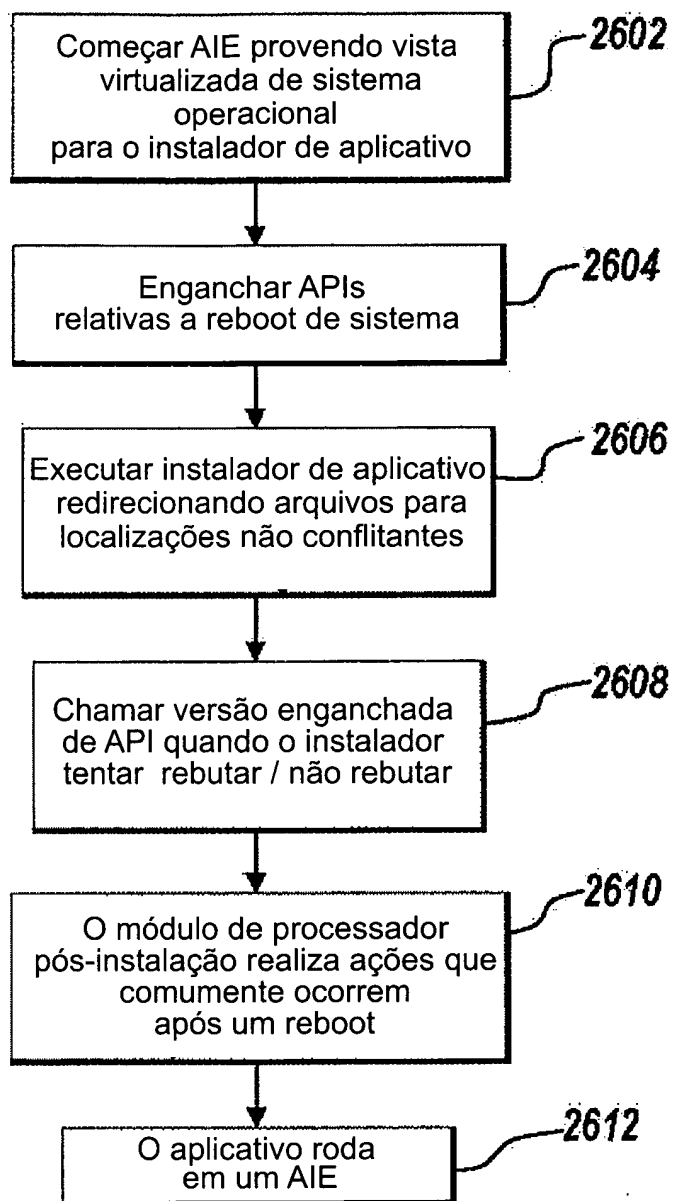 Começar AIE provendo vista
virtualizada de sistema
operacional
para o instalador de aplicativo
2602
Enganchar APIs
relativas a reboot de sistema
2604
Executar instalador de aplicativo
redirecionando arquivos para
localizações não conflitantes
2606
Chamar versão enganchada
de API quando o instalador
tentar rebutar / não rebutar
2608
O módulo de processador
pós-instalação realiza ações que
comumente ocorrem
após um reboot
2610
O aplicativo roda
em um AIE
2612